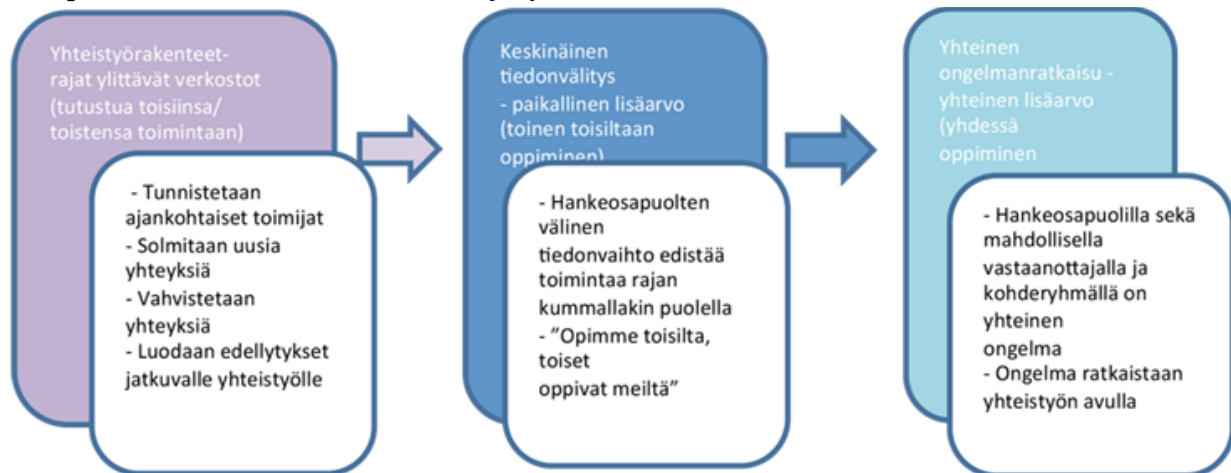 Yhteistyörakenteet-
rajat ylittävät verkostot
(tutustua toisiinsa/
toistensa toimintaan)
- Tunnistetaan
ajankohtaiset toimijat
- Solmitaan uusia
yhteyksiä
- Vahvistetaan
yhteyksiä
- Luodaan edellytykset
jatkuvalle yhteistyölle
Keskinäinen
tiedonvälitys
- paikallinen lisäarvo
(toinen toisiltaan
oppiminen)
- Hankeosapuolten
välinen
tiedonvaihto edistää
toimintaa rajan
kummallakin puolella
- ”Opimme toisilta,
toiset
oppivat meiltä”
Yhteinen
ongelmanratkaisu -
yhteinen lisäarvo
(yhdessä
oppiminen
- Hankeosapuolilla sekä
mahdollisella
vastaanottajalla ja
kohderyhmällä on
yhteinen
ongelma
- Ongelma ratkaistaan
yhteistyön avulla